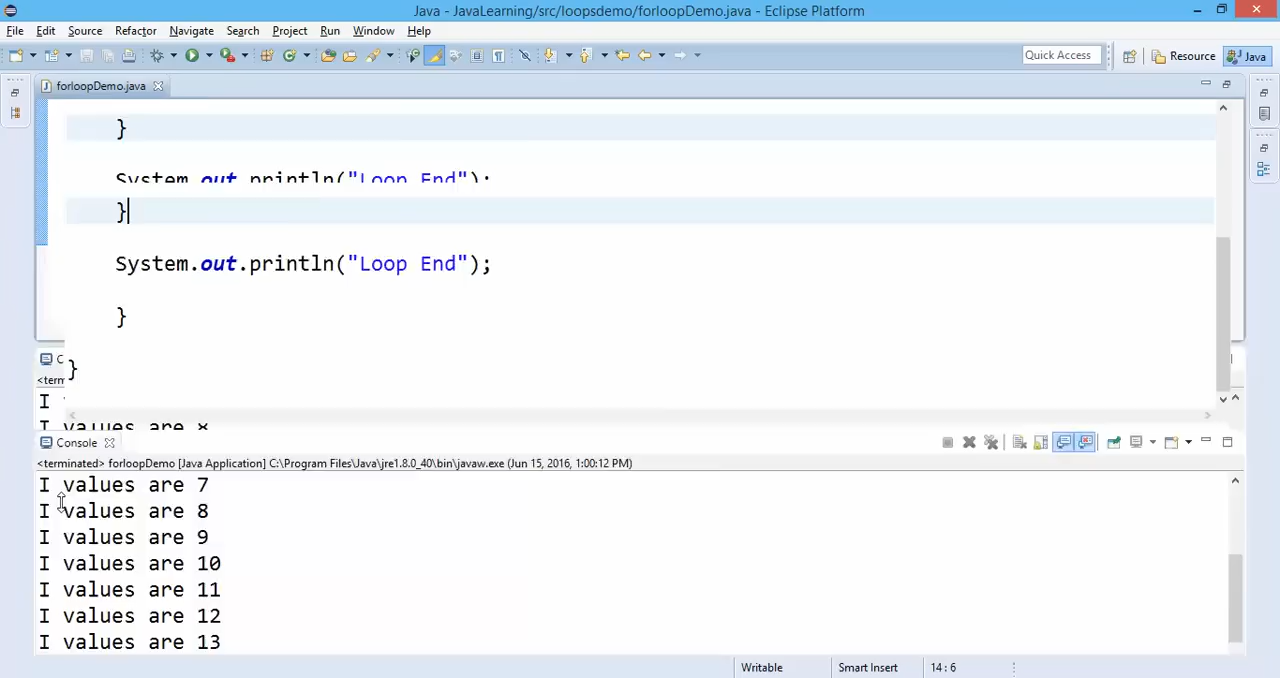 Java - JavaLearning/src/loopsdemo/forloopDemo.java - Eclipse Platform
File Edit Source Refactor Navigate Search Project Run Window Help
Quick Access Resource Java
forloopDemo.java
}
System.out.println("Loop End");
}
System.out.println("Loop End");
}
}
C
<term
I
I values are 8
Console
<terminated> forloopDemo [Java Application] C:\Program Files\Java\jre1.8.0_40\bin\javaw.exe (Jun 15, 2016, 1:00:12 PM)
I values are 7
I values are 8
I values are 9
I values are 10
I values are 11
I values are 12
I values are 13
Writable Smart Insert 14 : 6